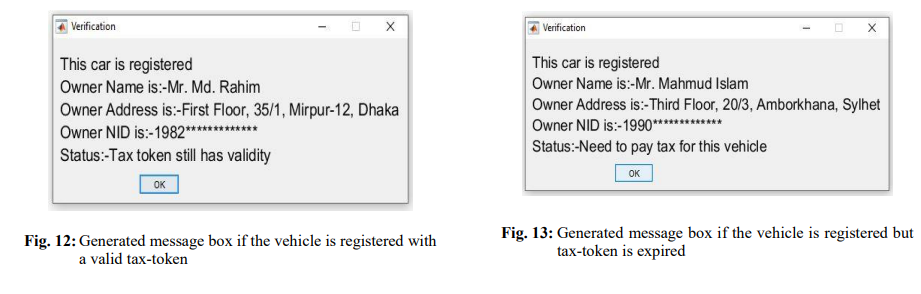 Verification
This car is registered
Owner Name is:-Mr. Md. Rahim
Owner Address is:-First Floor, 35/1, Mirpur-12, Dhaka
Owner NID is:-1982*************
Status:-Tax token still has validity
OK
Fig. 12: Generated message box if the vehicle is registered with
a valid tax-token
Verification
This car is registered
Owner Name is:-Mr. Mahmud Islam
Owner Address is:-Third Floor, 20/3, Amborkhana, Sylhet
Owner NID is:-1990*************
Status:-Need to pay tax for this vehicle
OK
Fig. 13: Generated message box if the vehicle is registered but
tax-token is expired